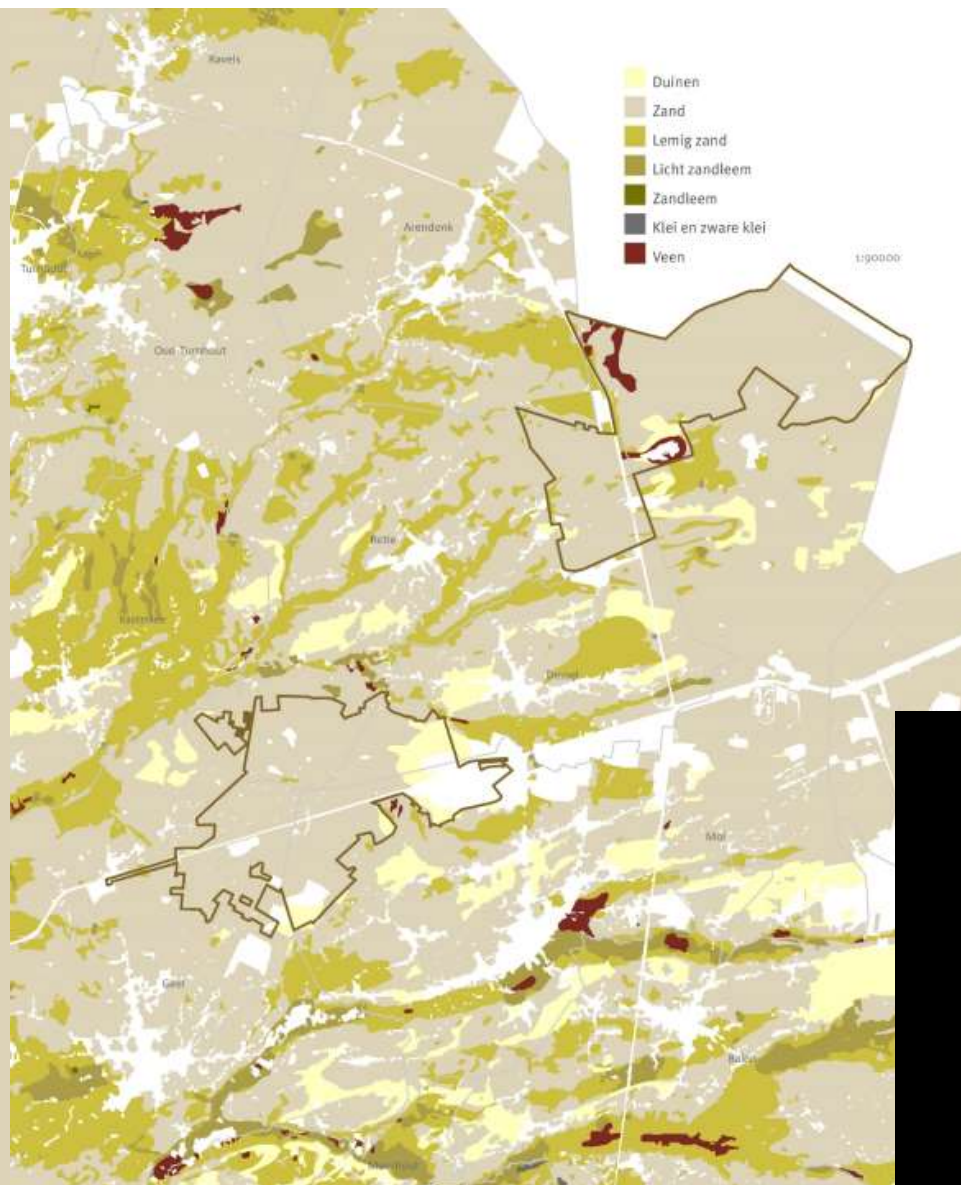 Ravels
Duinen
Zand
Lemig zand
Licht zandleem
Zandleem
Klei en zware klei
Veen
1:90000
Arendonk
Turnhout
Oud Turnhout
Retie
Kasterlee
Dessel
Mol
Geel
Balen
Meerhout